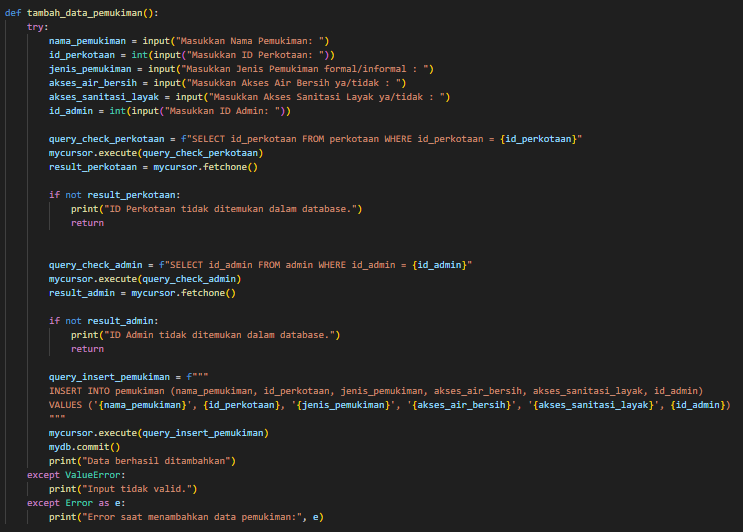 def tambah_data_pemukiman():
    try:
        nama_pemukiman = input("Masukkan Nama Pemukiman: ")
        id_perkotaan = int(input("Masukkan ID Perkotaan: "))
        jenis_pemukiman = input("Masukkan Jenis Pemukiman formal/informal : ")
        akses_air_bersih = input("Masukkan Akses Air Bersih ya/tidak : ")
        akses_sanitasi_layak = input("Masukkan Akses Sanitasi Layak ya/tidak : ")
        id_admin = int(input("Masukkan ID Admin: "))

        query_check_perkotaan = f"SELECT id_perkotaan FROM perkotaan WHERE id_perkotaan = {id_perkotaan}"
        mycursor.execute(query_check_perkotaan)
        result_perkotaan = mycursor.fetchone()

        if not result_perkotaan:
            print("ID Perkotaan tidak ditemukan dalam database.")
            return


        query_check_admin = f"SELECT id_admin FROM admin WHERE id_admin = {id_admin}"
        mycursor.execute(query_check_admin)
        result_admin = mycursor.fetchone()

        if not result_admin:
            print("ID Admin tidak ditemukan dalam database.")
            return

        query_insert_pemukiman = f"""
        INSERT INTO pemukiman (nama_pemukiman, id_perkotaan, jenis_pemukiman, akses_air_bersih, akses_sanitasi_layak, id_admin)
        VALUES ('{nama_pemukiman}', {id_perkotaan}, '{jenis_pemukiman}', '{akses_air_bersih}', '{akses_sanitasi_layak}', {id_admin})
        """
        mycursor.execute(query_insert_pemukiman)
        mydb.commit()
        print("Data berhasil ditambahkan")
    except ValueError:
        print("Input tidak valid.")
    except Error as e:
        print("Error saat menambahkan data pemukiman:", e)